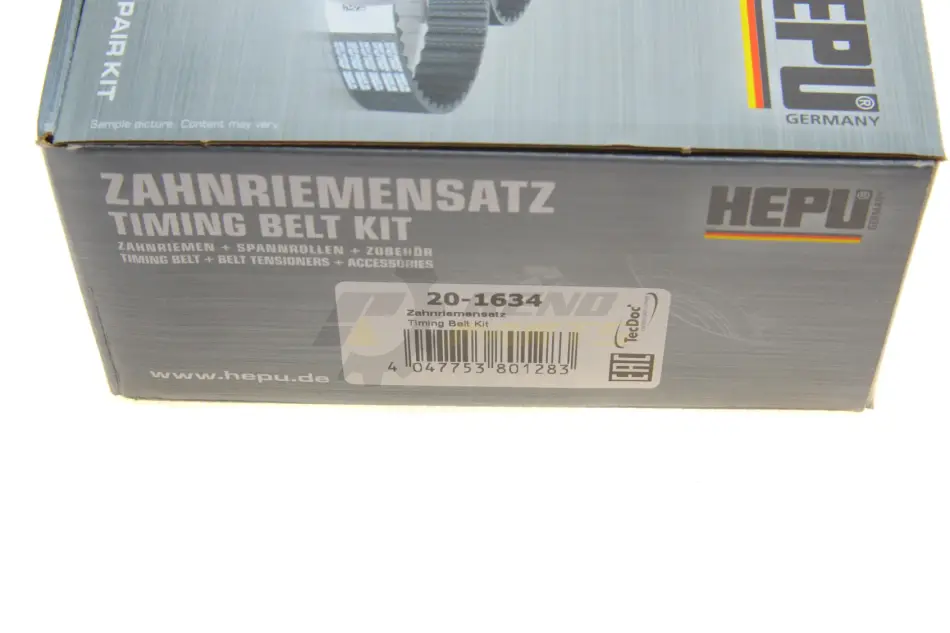 PAIR KIT
Sample picture. Content may vary.
EPU®
GERMANY
ZAHNRIEMENSATZ
TIMING BELT KIT
ZAHNRIEMEN + SPANNROLLEN + ZUBEHÖR
TIMING BELT + BELT TENSIONERS + ACCESSORIES
HEPU®
GERMANY
20-1634
Zahnriemensatz
Timing Belt Kit
4 047753 801283
TecDoc
EAC
www.hepu.de